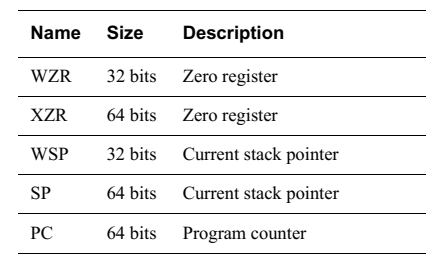 Name Size Description
WZR 32 bits Zero register
XZR 64 bits Zero register
WSP 32 bits Current stack pointer
SP 64 bits Current stack pointer
PC 64 bits Program counter